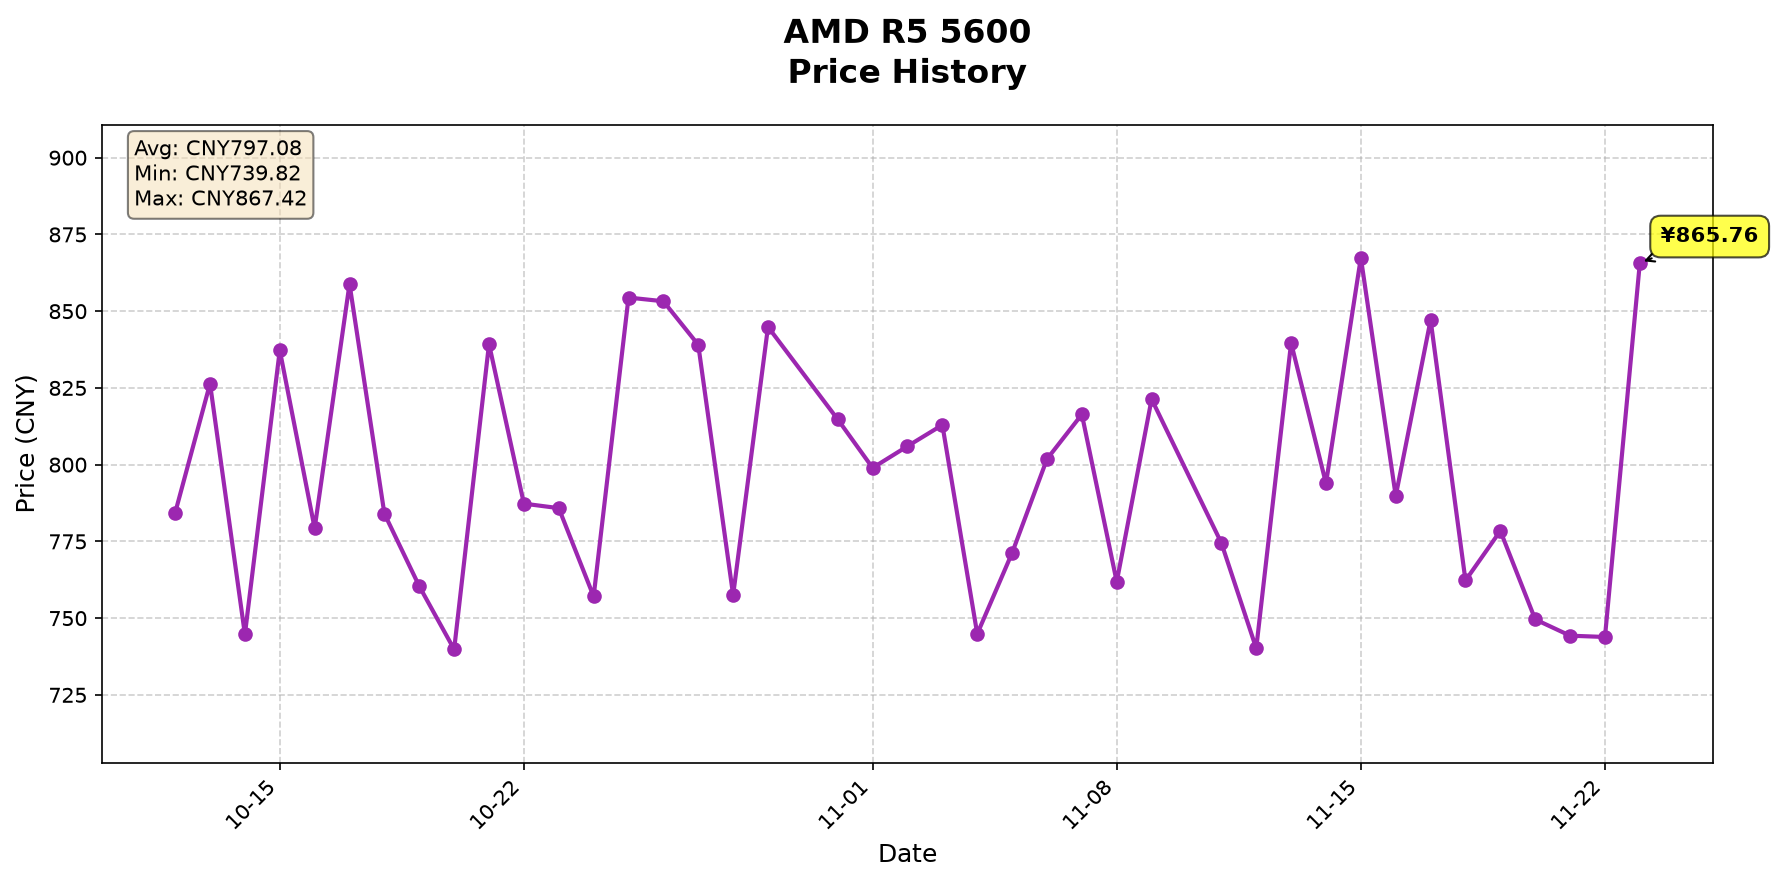 AMD R5 5600
Price History
Avg: CNY797.08
Min: CNY739.82
Max: CNY867.42
¥865.76
Price (CNY)
900
875
850
825
800
775
750
725
10-15
10-22
11-01
11-08
11-15
11-22
Date